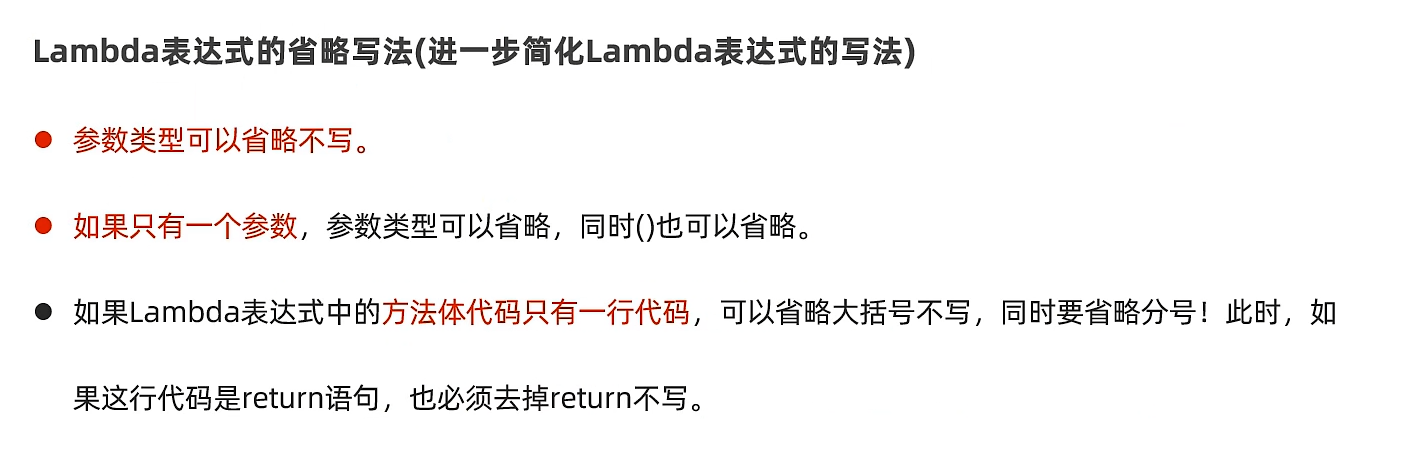 Lambda表达式的省略写法(进一步简化Lambda表达式的写法)
参数类型可以省略不写。
如果只有一个参数，参数类型可以省略，同时()也可以省略。
如果Lambda表达式中的方法体代码只有一行代码，可以省略大括号不写，同时要省略分号！此时，如
果这行代码是return语句，也必须去掉return不写。